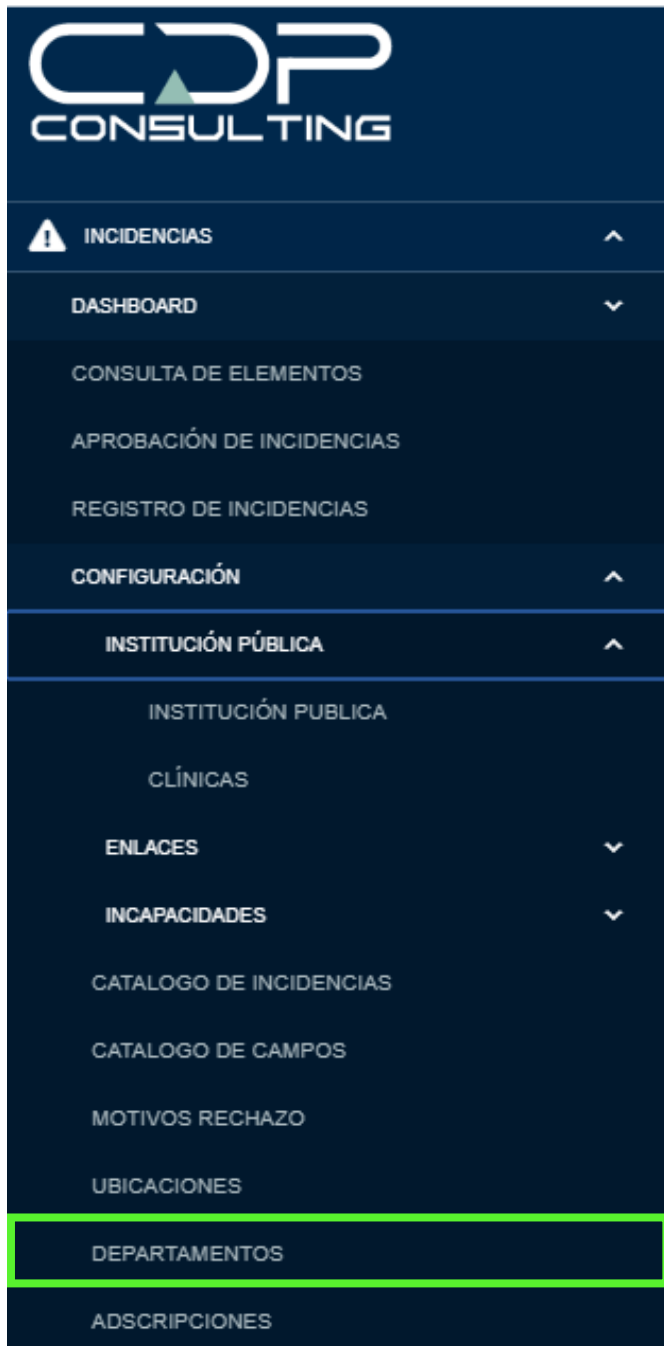 CDP
CONSULTING
INCIDENCIAS
DASHBOARD
CONSULTA DE ELEMENTOS
APROBACIÓN DE INCIDENCIAS
REGISTRO DE INCIDENCIAS
CONFIGURACIÓN
INSTITUCIÓN PÚBLICA
INSTITUCIÓN PUBLICA
CLÍNICAS
ENLACES
INCAPACIDADES
CATALOGO DE INCIDENCIAS
CATALOGO DE CAMPOS
MOTIVOS RECHAZO
UBICACIONES
DEPARTAMENTOS
ADSCRIPCIONES